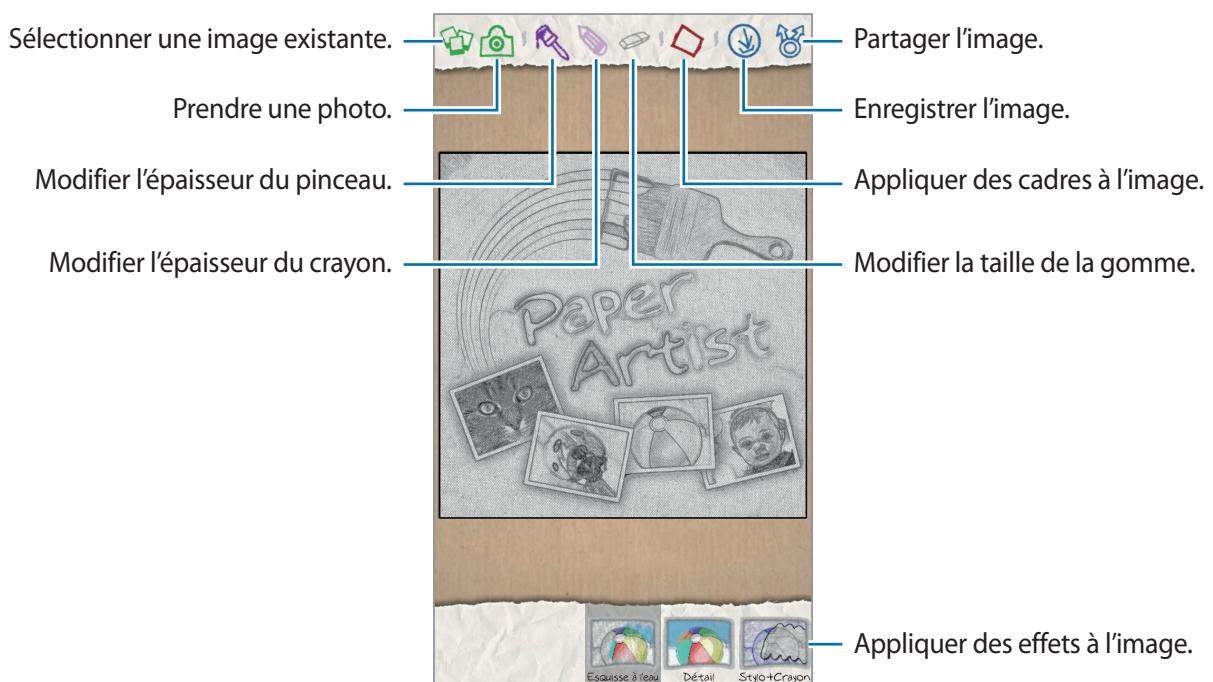 Sélectionner une image existante.
Partager l’image.
Prendre une photo.
Enregistrer l’image.
Modifier l’épaisseur du pinceau.
Appliquer des cadres à l’image.
Modifier l’épaisseur du crayon.
Modifier la taille de la gomme.
Paper
Artist
Appliquer des effets à l’image.
Esquisse à l'eau Détail Stylo+Crayon